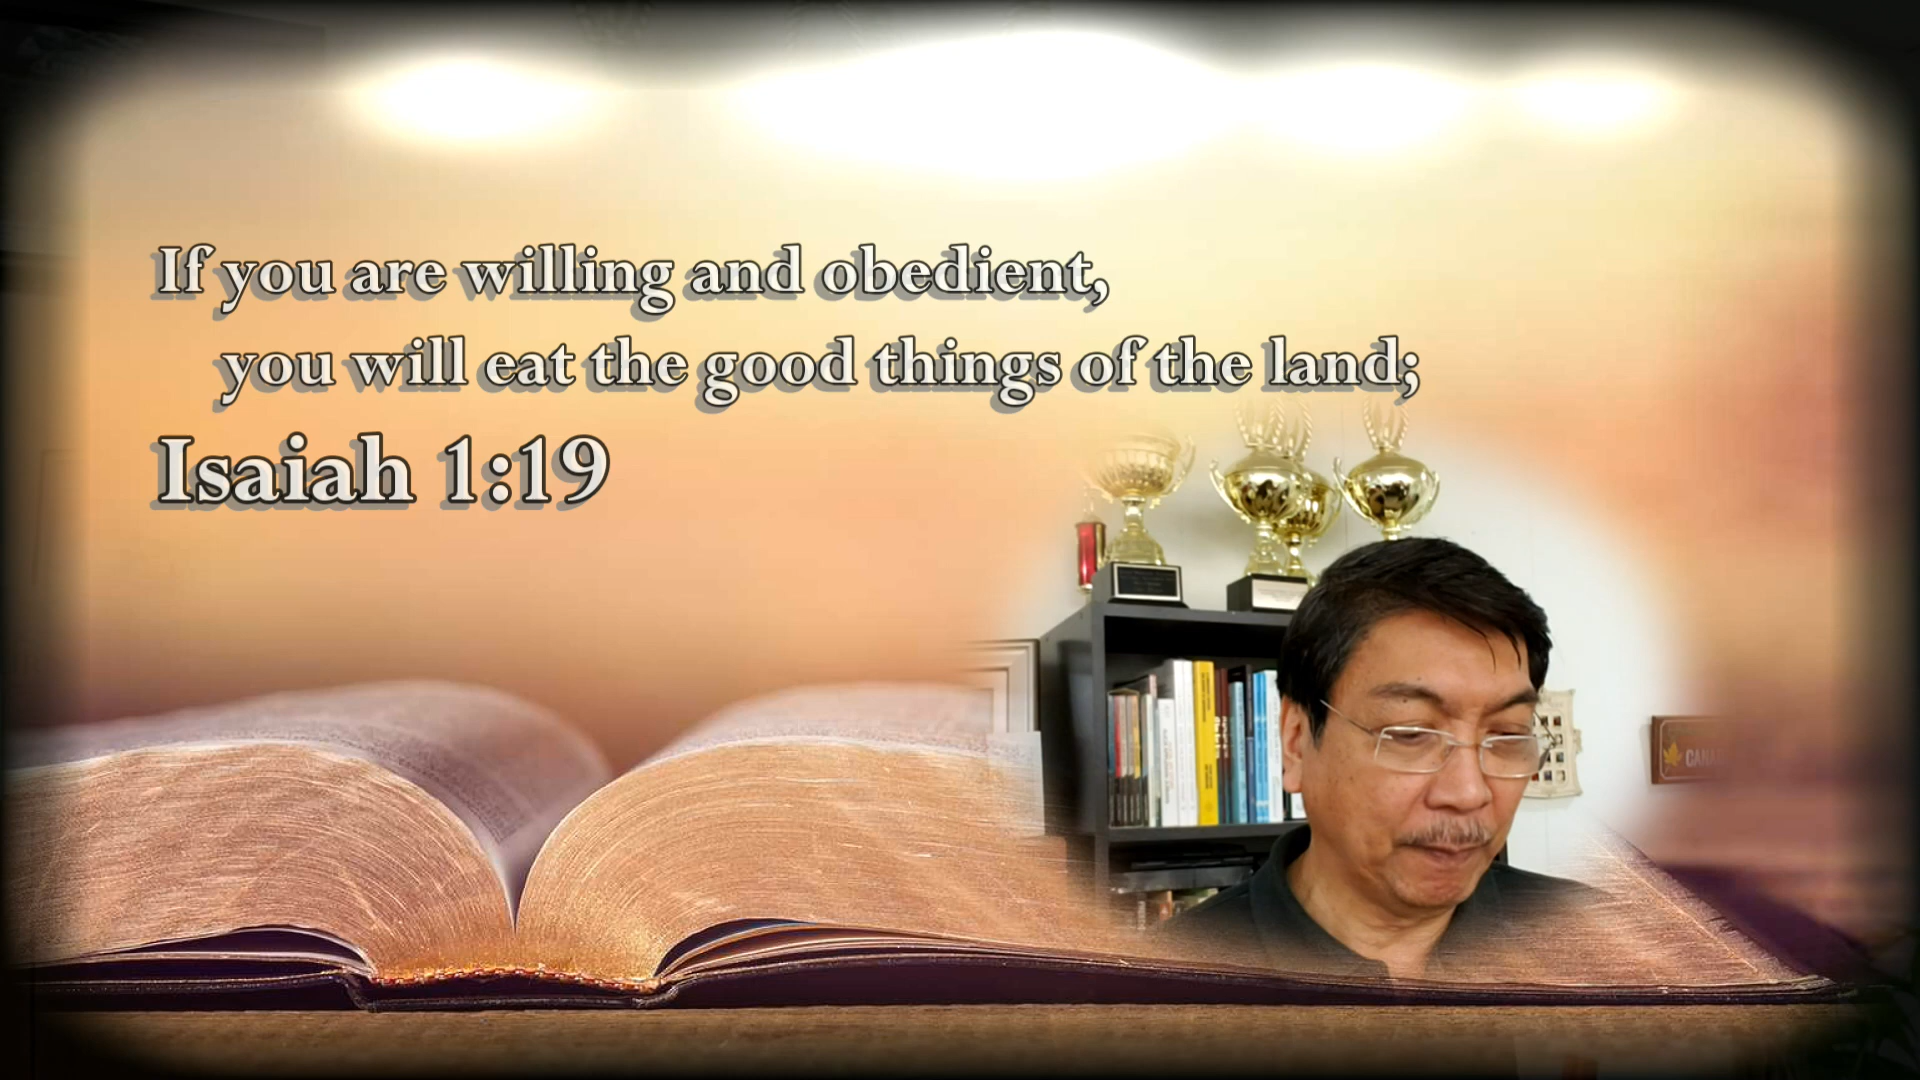 If you are willing and obedient,
you will eat the good things of the land;
Isaiah 1:19